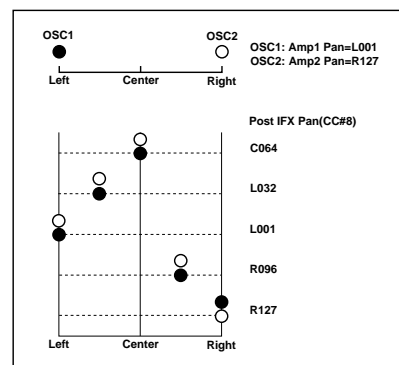 OSC1 OSC2
OSC1: Amp1 Pan=L001
OSC2: Amp2 Pan=R127
Left Center Right
Post IFX Pan(CC#8)
C064
L032
L001
R096
R127
Left Center Right